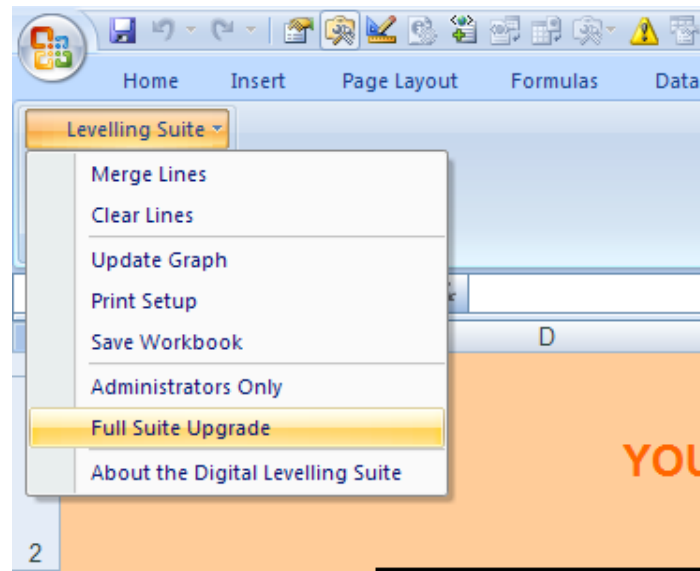 Home Insert Page Layout Formulas Data
Levelling Suite
Merge Lines
Clear Lines
Update Graph
Print Setup
Save Workbook
Administrators Only
Full Suite Upgrade
About the Digital Levelling Suite
D
YOU
2